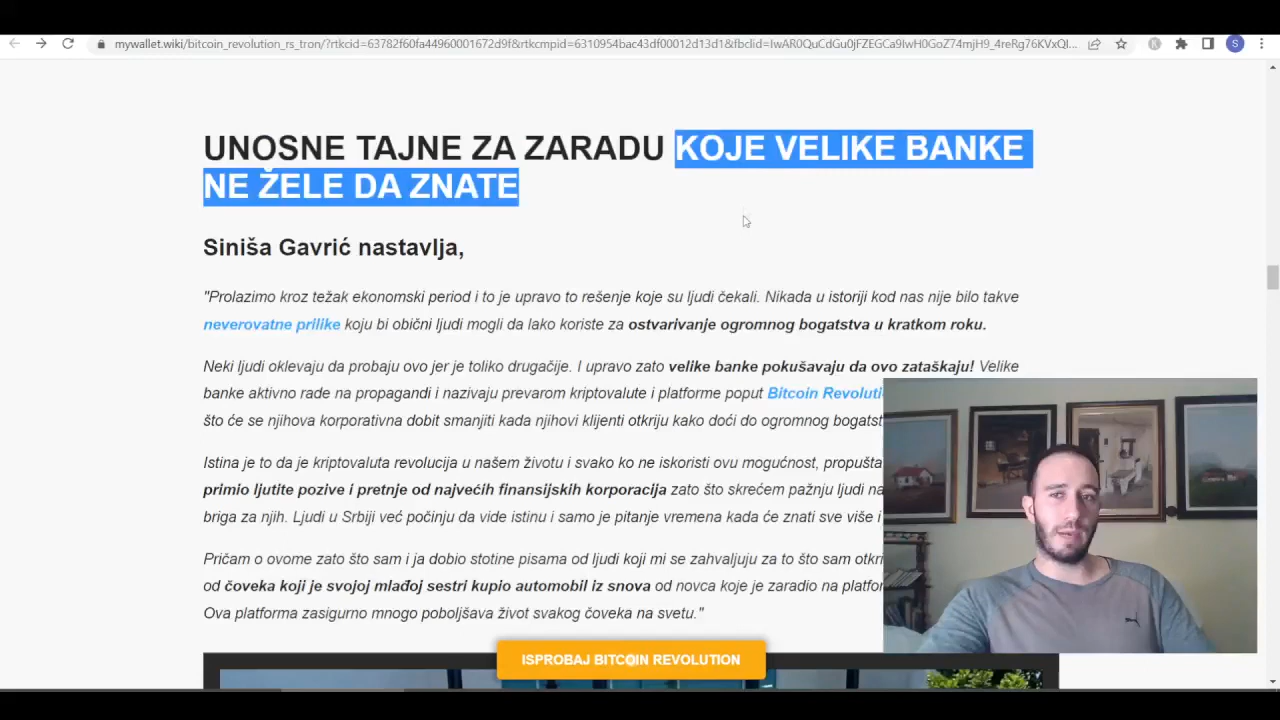 mywallet.wiki/bitcoin_revolution_rs_tron/?rtkcid=63782f60fa44960001672d9f&rtkcmpid=6310954bac43df00012d13d1&fbclid=IwAR0QuCdGu0jFZEGCa9IwH0GoZ74mjH9_4reRg76KVxQI...
UNOSNE TAJNE ZA ZARADU KOJE VELIKE BANKE
NE ŽELE DA ZNATE
Siniša Gavrić nastavlja,
"Prolazimo kroz težak ekonomski period i to je upravo to rešenje koje su ljudi čekali. Nikada u istoriji kod nas nije bilo takve
neverovatne prilike koju bi obični ljudi mogli da lako koriste za ostvarivanje ogromnog bogatstva u kratkom roku.
Neki ljudi oklevaju da probaju ovo jer je toliko drugačije. I upravo zato velike banke pokušavaju da ovo zataškaju! Velike
banke aktivno rade na propagandi i nazivaju prevarom kriptovalute i platforme poput Bitcoin Revoluti
što će se njihova korporativna dobit smanjiti kada njihovi klijenti otkriju kako doći do ogromnog bogatst
Istina je to da je kriptovaluta revolucija u našem životu i svako ko ne iskoristi ovu mogućnost, propušta
primio ljutite pozive i pretnje od najvećih finansijskih korporacija zato što skrećem pažnju ljudi na
briga za njih. Ljudi u Srbiji već počinju da vide istinu i samo je pitanje vremena kada će znati sve više i
Pričam o ovome zato što sam i ja dobio stotine pisama od ljudi koji mi se zahvaljuju za to što sam otkri
od čoveka koji je svojoj mlađoj sestri kupio automobil iz snova od novca koje je zaradio na platfor
Ova platforma zasigurno mnogo poboljšava život svakog čoveka na svetu."
ISPROBAJ BITCOIN REVOLUTION